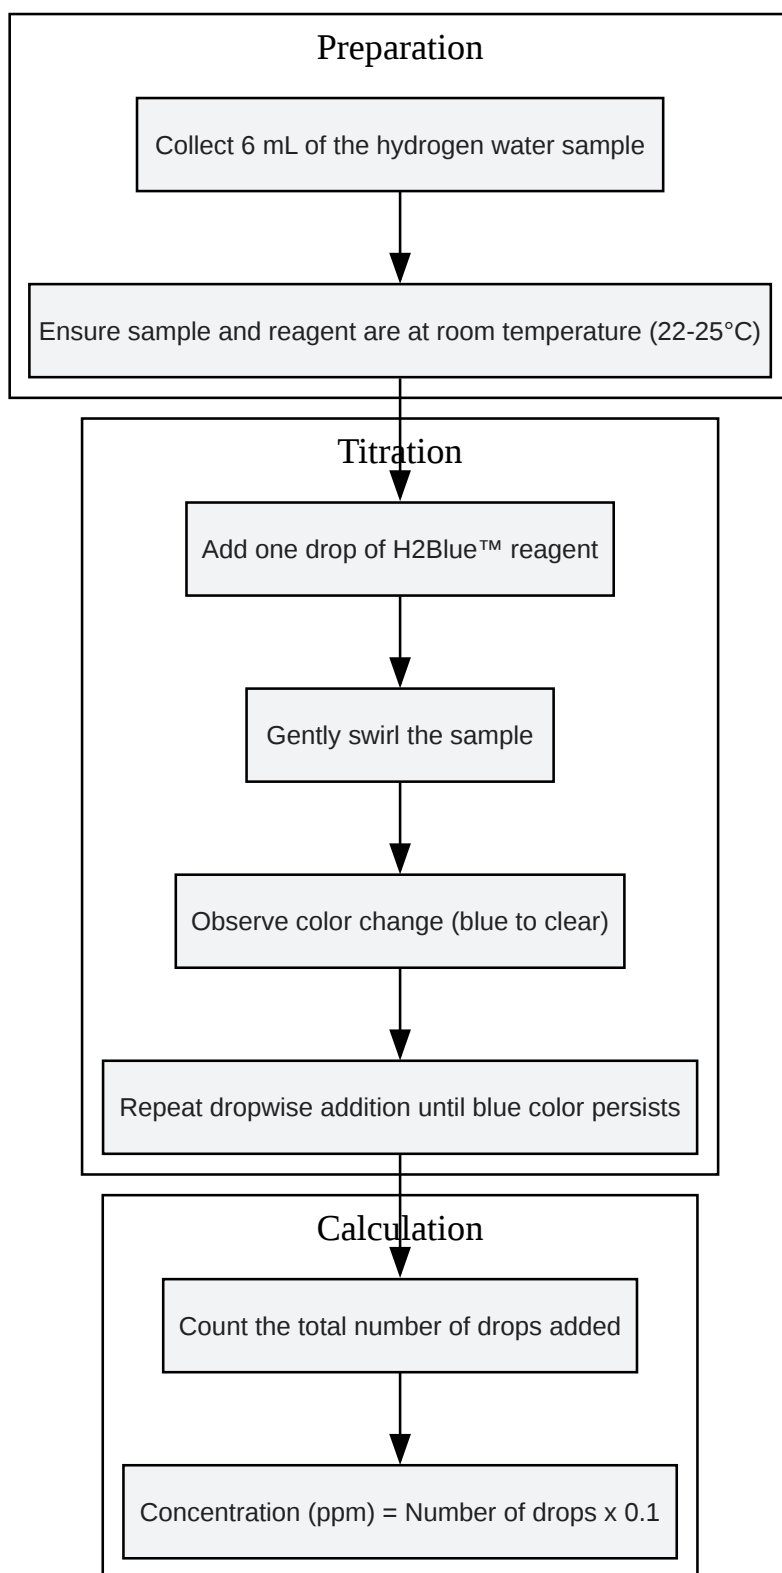 Preparation
Collect 6 mL of the hydrogen water sample
Ensure sample and reagent are at room temperature (22-25°C)
Titration
Add one drop of H2Blue™ reagent
Gently swirl the sample
Observe color change (blue to clear)
Repeat dropwise addition until blue color persists
Calculation
Count the total number of drops added
Concentration (ppm) = Number of drops x 0.1